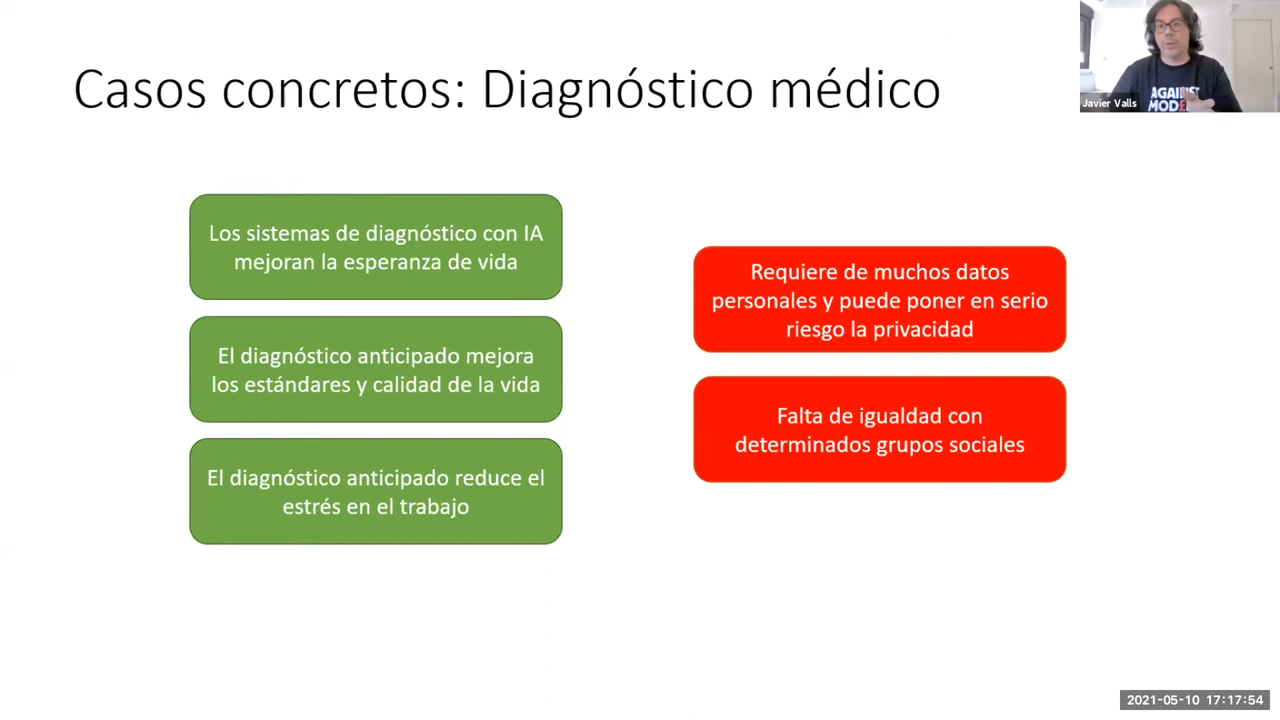 Casos concretos: Diagnóstico médico
Javier Valls
AGAINST
Los sistemas de diagnóstico con IA
mejoran la esperanza de vida
El diagnóstico anticipado mejora
los estándares y calidad de la vida
El diagnóstico anticipado reduce el
estrés en el trabajo
Requiere de muchos datos
personales y puede poner en serio
riesgo la privacidad
Falta de igualdad con
determinados grupos sociales
2021-05-10 17:17:54